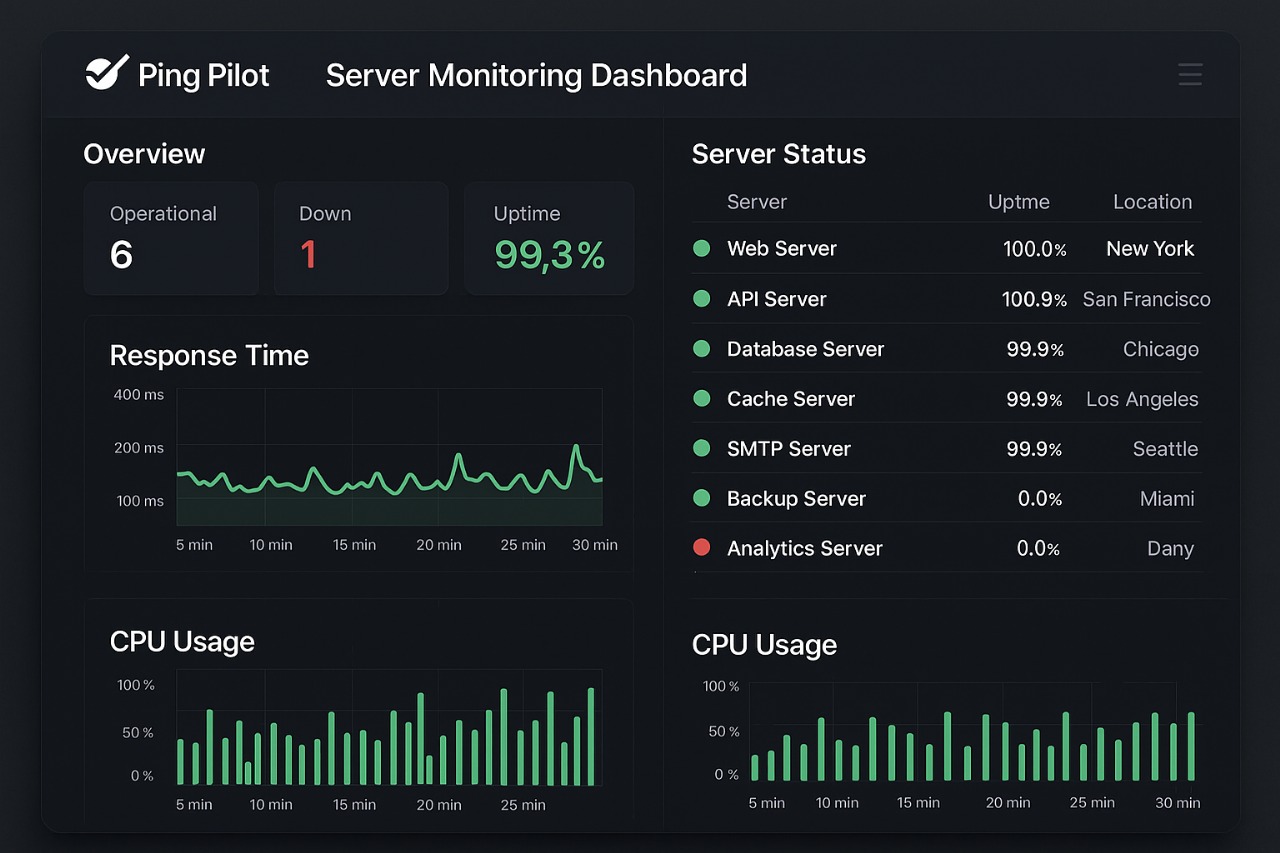 Ping Pilot
Server Monitoring Dashboard
Overview
Operational
6
Down
1
Uptime
99,3%
Response Time
400 ms
200 ms
100 ms
5 min 10 min 15 min 20 min 25 min 30 min
CPU Usage
100 %
50 %
0 %
5 min 10 min 15 min 20 min 25 min
Server Status
Server Uptme Location
Web Server 100.0% New York
API Server 100.9% San Francisco
Database Server 99.9% Chicago
Cache Server 99.9% Los Angeles
SMTP Server 99.9% Seattle
Backup Server 0.0% Miami
Analytics Server 0.0% Dany
CPU Usage
100 %
50 %
0 %
5 min 10 min 15 min 20 min 25 min 30 min